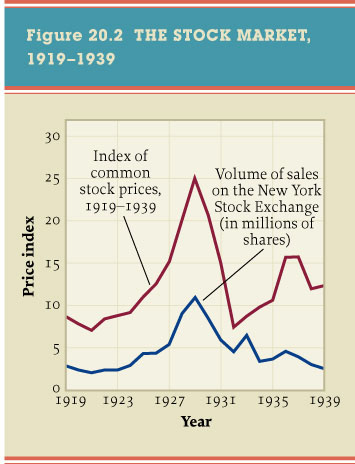 Figure 20.2 THE STOCK MARKET,
1919–1939
30
25
20
15
10
5
0
Price index
Index of
common
stock prices,
1919–1939
Volume of sales
on the New York
Stock Exchange
(in millions of
shares)
1919 1923 1927 1931 1935 1939
Year